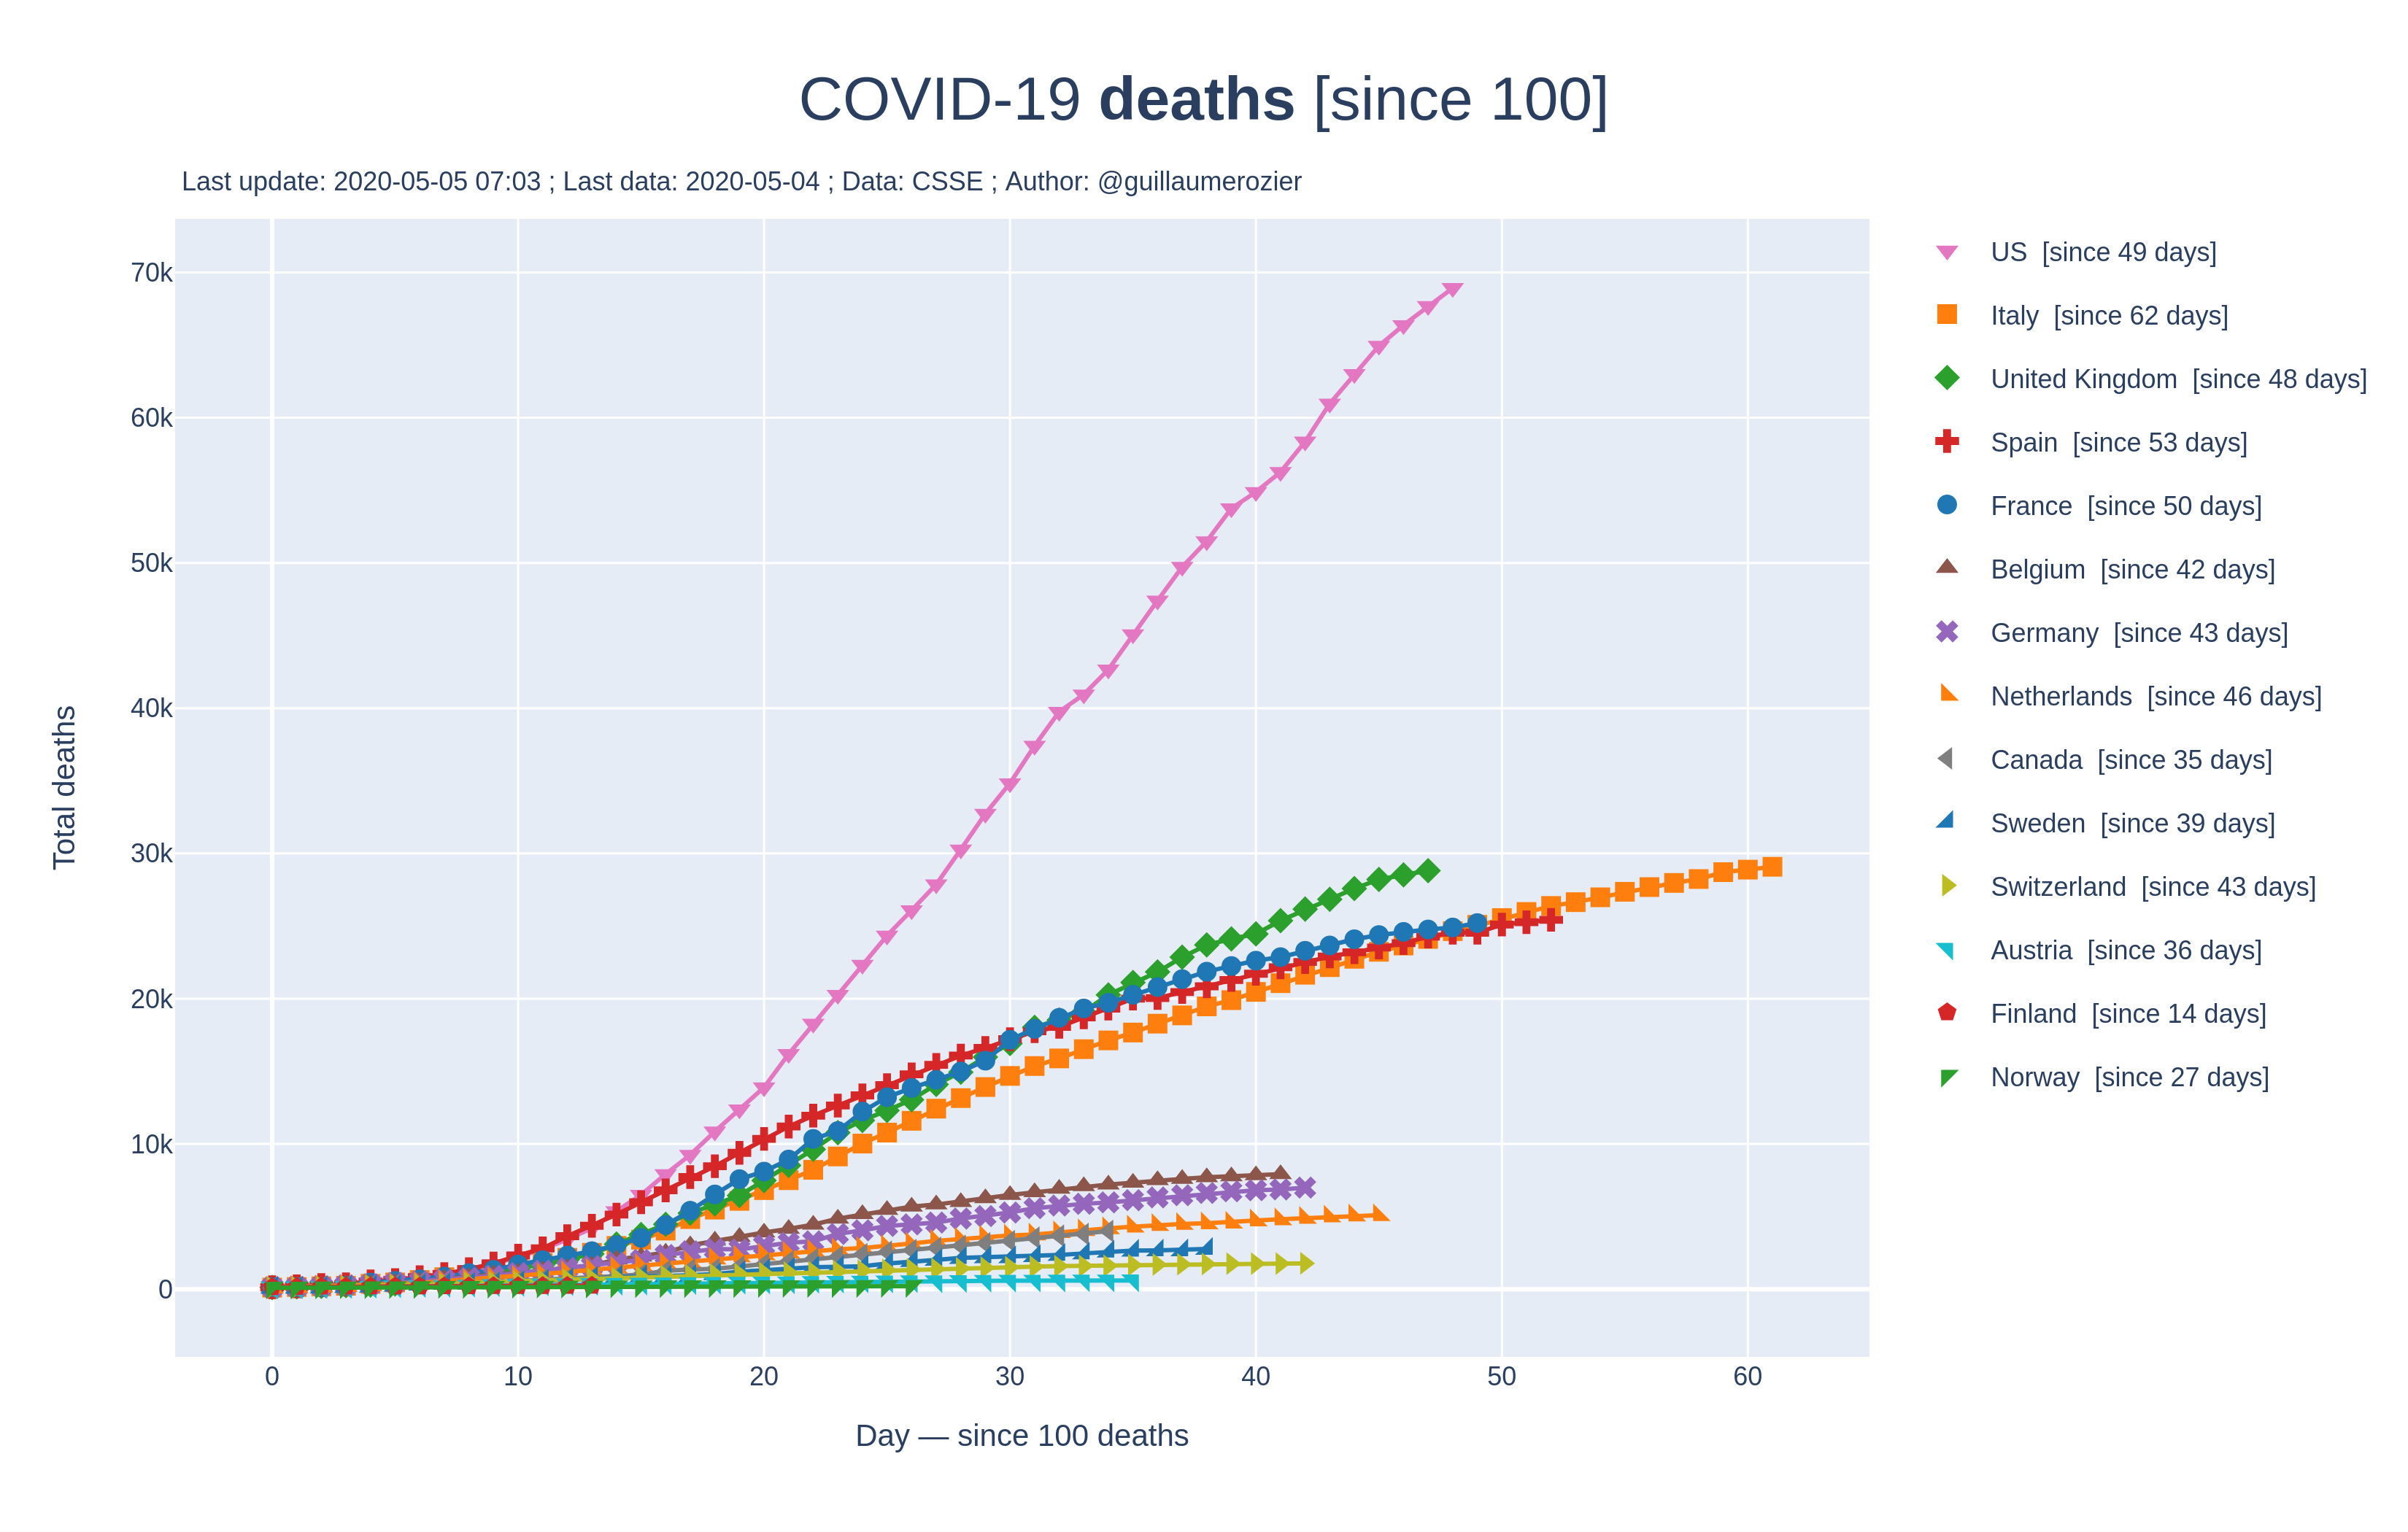 COVID-19 deaths [since 100]
Last update: 2020-05-05 07:03 ; Last data: 2020-05-04 ; Data: CSSE ; Author: @guillaumerozier
70k
60k
50k
40k
30k
20k
10k
0
Total deaths
0 10 20 30 40 50 60
Day — since 100 deaths
US [since 49 days]
Italy [since 62 days]
United Kingdom [since 48 days]
Spain [since 53 days]
France [since 50 days]
Belgium [since 42 days]
Germany [since 43 days]
Netherlands [since 46 days]
Canada [since 35 days]
Sweden [since 39 days]
Switzerland [since 43 days]
Austria [since 36 days]
Finland [since 14 days]
Norway [since 27 days]